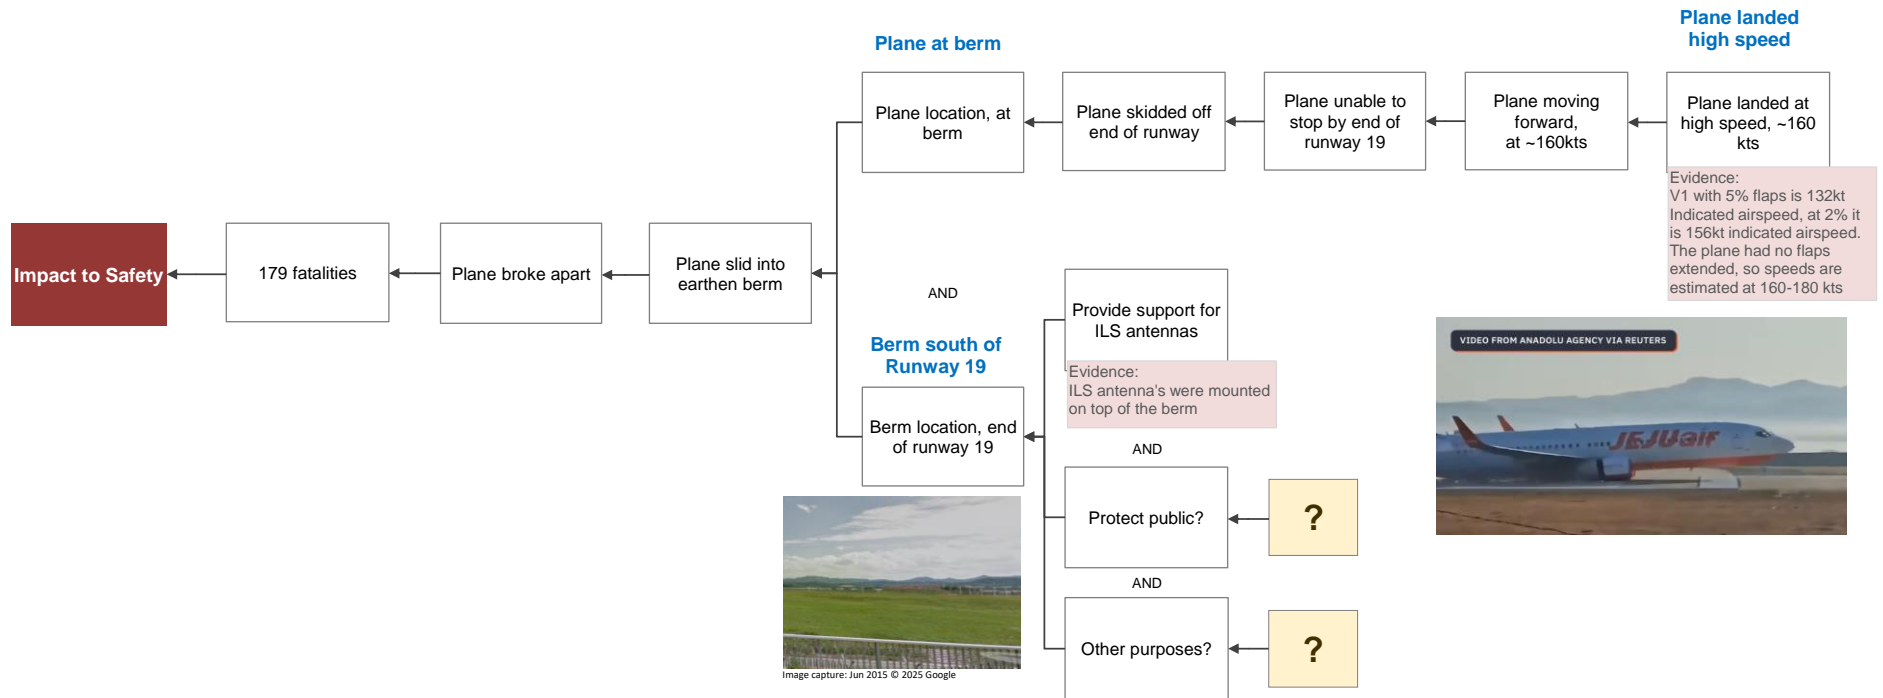 Plane landed
high speed
Plane at berm
Plane location, at
berm
Plane skidded off
end of runway
Plane unable to
stop by end of
runway 19
Plane moving
forward,
at ~160kts
Plane landed at
high speed, ~160
kts
Evidence:
V1 with 5% flaps is 132kt
Indicated airspeed, at 2% it
is 156kt indicated airspeed.
The plane had no flaps
extended, so speeds are
estimated at 160-180 kts
Impact to Safety
179 fatalities
Plane broke apart
Plane slid into
earthen berm
AND
Berm south of
Runway 19
Berm location, end
of runway 19
Provide support for
ILS antennas
Evidence:
ILS antenna's were mounted
on top of the berm
AND
Protect public?
?
AND
Other purposes?
?
VIDEO FROM ANADOLU AGENCY VIA REUTERS
JEJUair
Image capture: Jun 2015 © 2025 Google